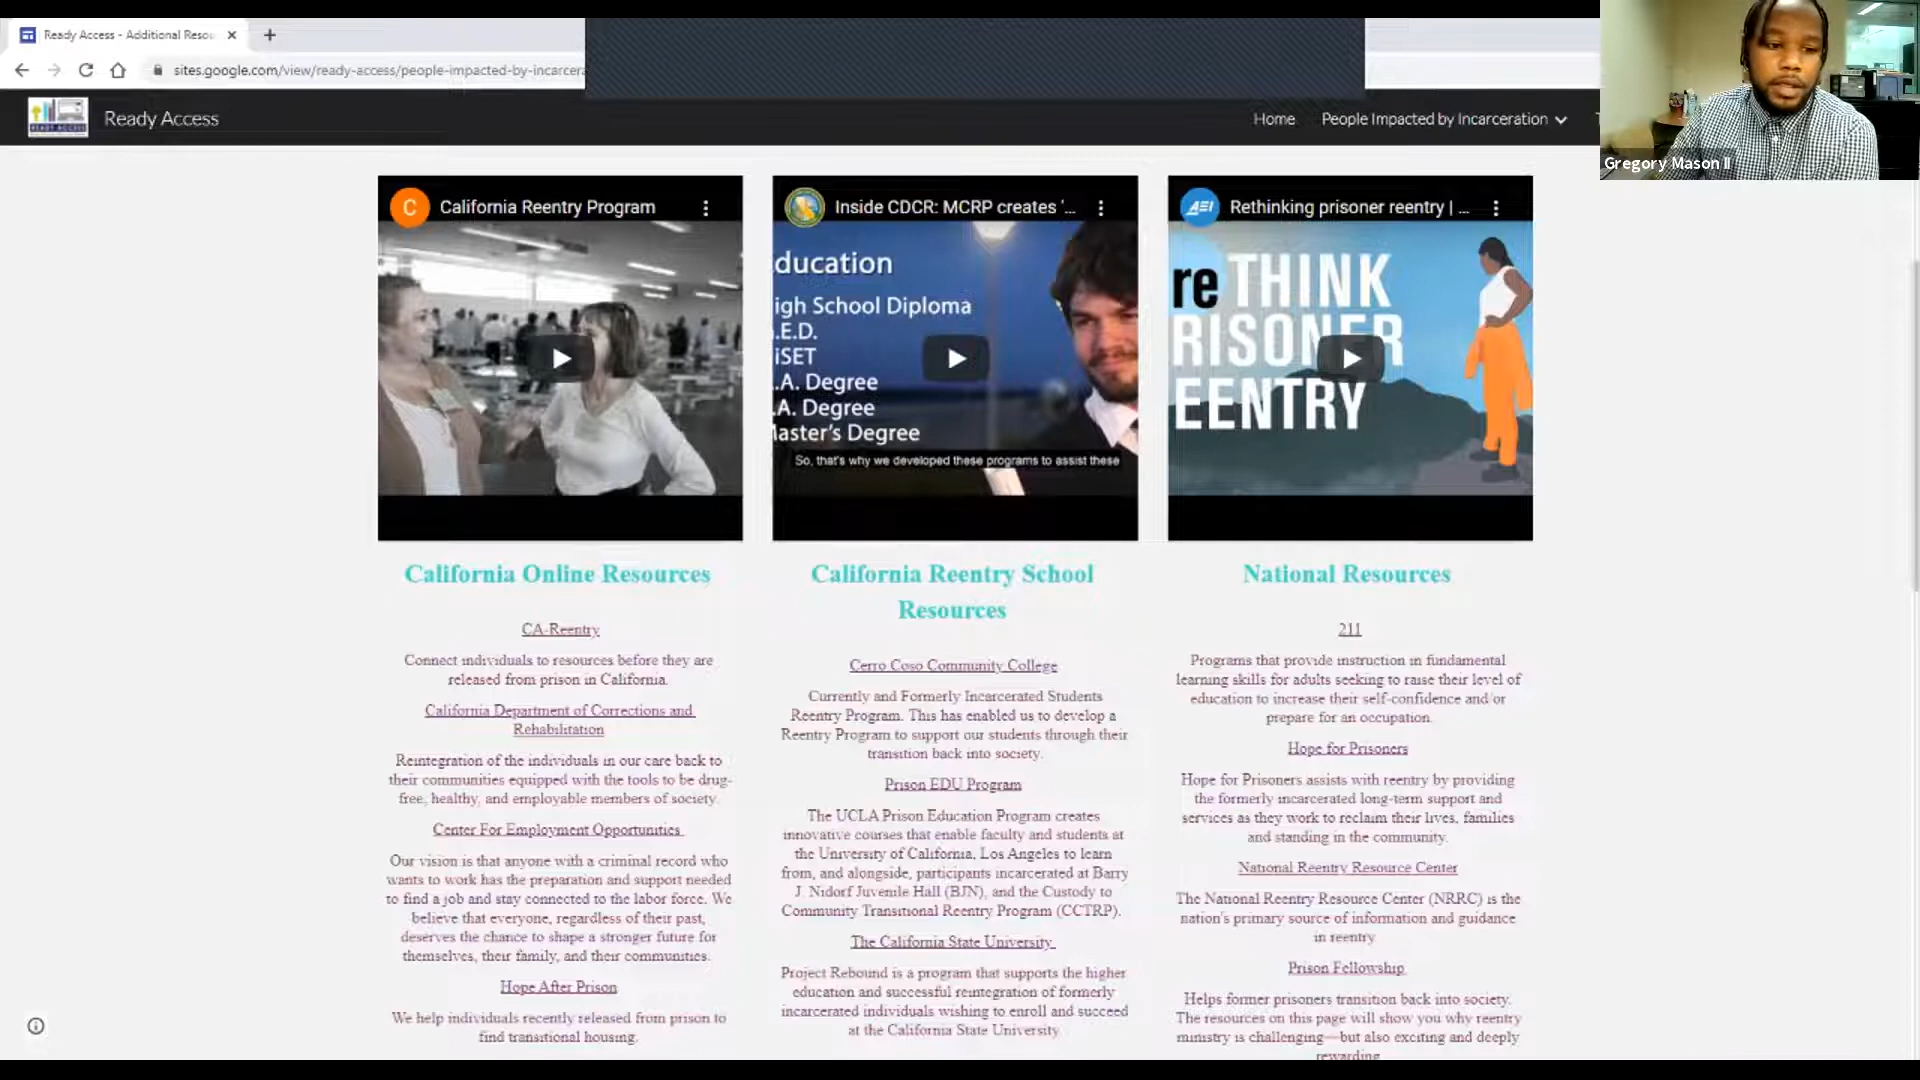 Ready Access - Additional Resou
sites.google.com/view/ready-access/people-impacted-by-incarcera
Ready Access
Home
People Impacted by Incarceration
Gregory Mason II
C
California Reentry Program
Inside CDCR: MCRP creates '...
AEI
Rethinking prisoner reentry | ...
ducation
igh School Diploma
.E.D.
iSET
.A. Degree
.A. Degree
Master's Degree
So, that's why we developed these programs to assist these
re THINK
RISONER
EENTRY
California Online Resources
CA-Reentry
Connect individuals to resources before they are
released from prison in California.
California Department of Corrections and
Rehabilitation
Reintegration of the individuals in our care back to
their communities equipped with the tools to be drug-
free, healthy, and employable members of society.
Center For Employment Opportunities
Our vision is that anyone with a criminal record who
wants to work has the preparation and support needed
to find a job and stay connected to the labor force. We
believe that everyone, regardless of their past,
deserves the chance to shape a stronger future for
themselves, their family, and their communities.
Hope After Prison
We help individuals recently released from prison to
find transitional housing.
California Reentry School
Resources
Cerro Coso Community College
Currently and Formerly Incarcerated Students
Reentry Program. This has enabled us to develop a
Reentry Program to support our students through their
transition back into society.
Prison EDU Program
The UCLA Prison Education Program creates
innovative courses that enable faculty and students at
the University of California, Los Angeles to learn
from, and alongside, participants incarcerated at Barry
J. Nidorf Juvenile Hall (BJN), and the Custody to
Community Transitional Reentry Program (CCTRP).
The California State University
Project Rebound is a program that supports the higher
education and successful reintegration of formerly
incarcerated individuals wishing to enroll and succeed
at the California State University
National Resources
211
Programs that provide instruction in fundamental
learning skills for adults seeking to raise their level of
education to increase their self-confidence and/or
prepare for an occupation.
Hope for Prisoners
Hope for Prisoners assists with reentry by providing
the formerly incarcerated long-term support and
services as they work to reclaim their lives, families
and standing in the community.
National Reentry Resource Center
The National Reentry Resource Center (NRRC) is the
nation's primary source of information and guidance
in reentry
Prison Fellowship
Helps former prisoners transition back into society.
The resources on this page will show you why reentry
ministry is challenging—but also exciting and deeply
rewarding